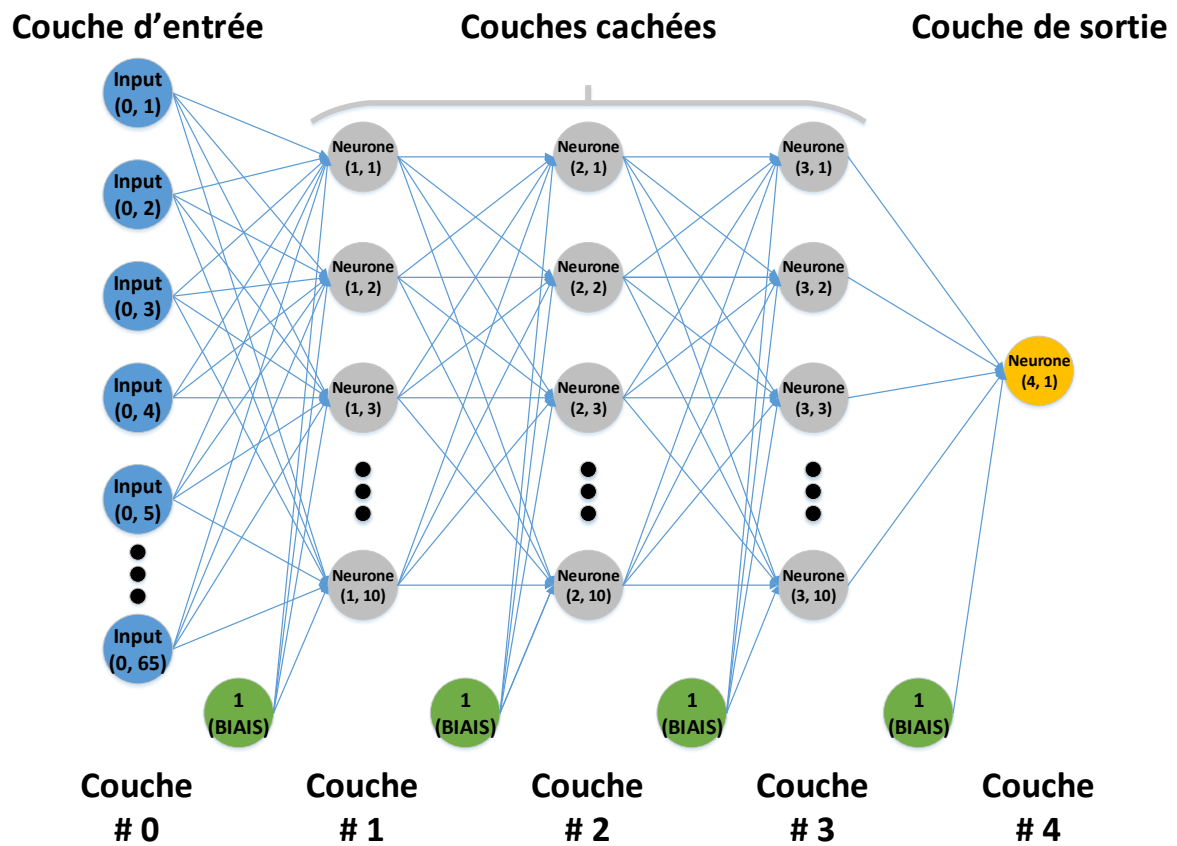 Couche d’entrée
Couches cachées
Couche de sortie
Input
(0, 1)
Input
(0, 2)
Input
(0, 3)
Input
(0, 4)
Input
(0, 5)
Input
(0, 65)
Neurone
(1, 1)
Neurone
(1, 2)
Neurone
(1, 3)
Neurone
(1, 10)
Neurone
(2, 1)
Neurone
(2, 2)
Neurone
(2, 3)
Neurone
(2, 10)
Neurone
(3, 1)
Neurone
(3, 2)
Neurone
(3, 3)
Neurone
(3, 10)
Neurone
(4, 1)
1
(BIAIS)
1
(BIAIS)
1
(BIAIS)
1
(BIAIS)
Couche
# 0
Couche
# 1
Couche
# 2
Couche
# 3
Couche
# 4